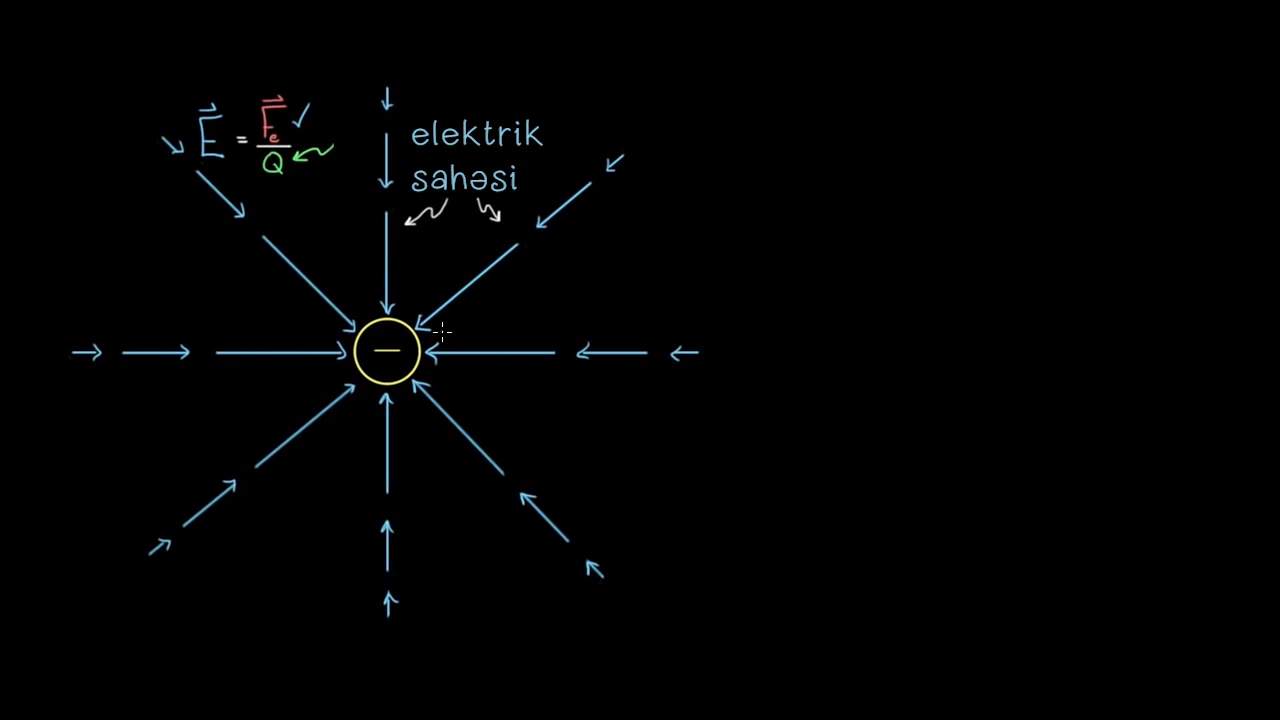 E = Fe / Q
elektrik
sahəsi
−